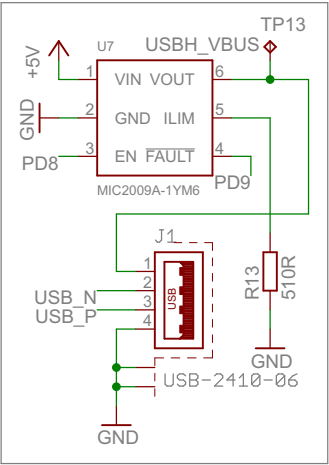 TP13
U7
USBH_VBUS
+5V
1
VIN
VOUT
6
2
GND
ILIM
5
GND
3
EN
FAULT
4
PD8
PD9
MIC2009A-1YM6
J1
1
2
3
4
USB
USB_N
USB_P
R13
510R
GND
USB-2410-06
GND